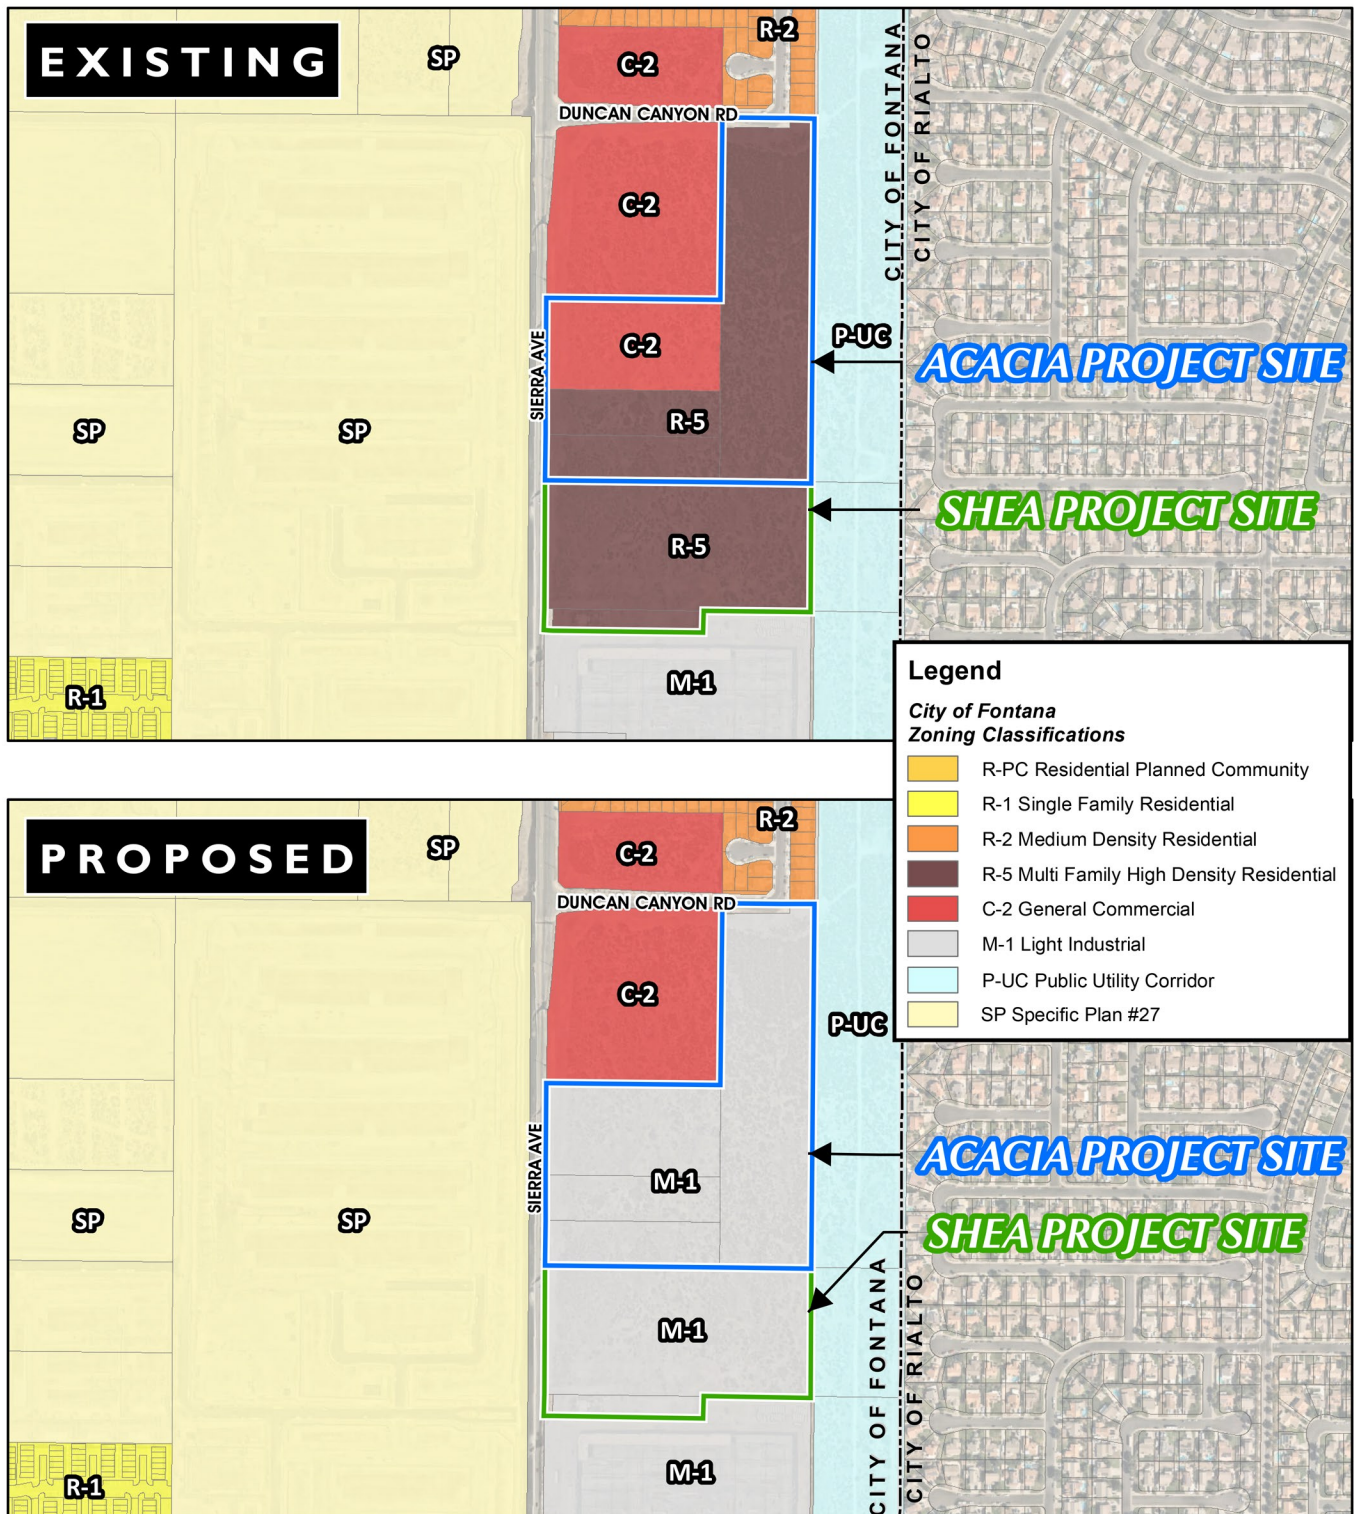 EXISTING
SP
C-2
R-2
DUNCAN CANYON RD
C-2
CITY OF FONTANA
CITY OF RIALTO
SIERRA AVE
C-2
P-UC
ACACIA PROJECT SITE
SP
SP
R-5
SHEA PROJECT SITE
R-5
R-1
M-1
Legend
City of Fontana
Zoning Classifications
R-PC Residential Planned Community
R-1 Single Family Residential
R-2 Medium Density Residential
R-5 Multi Family High Density Residential
C-2 General Commercial
M-1 Light Industrial
P-UC Public Utility Corridor
SP Specific Plan #27
PROPOSED
SP
C-2
R-2
DUNCAN CANYON RD
C-2
P-UC
SIERRA AVE
ACACIA PROJECT SITE
M-1
SP
SP
SHEA PROJECT SITE
CITY OF FONTANA
CITY OF RIALTO
M-1
R-1
M-1